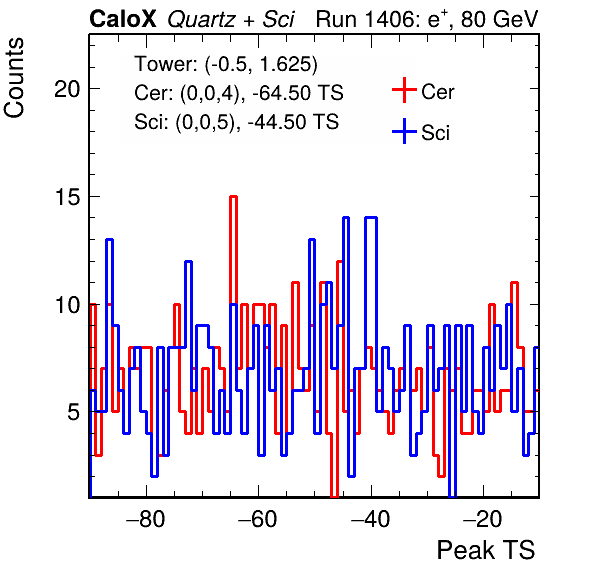 CaloX Quartz + Sci Run 1406: e+, 80 GeV
Counts
Tower: (-0.5, 1.625)
Cer: (0,0,4), -64.50 TS
Sci: (0,0,5), -44.50 TS
Cer
Sci
20
15
10
5
−80 −60 −40 −20
Peak TS